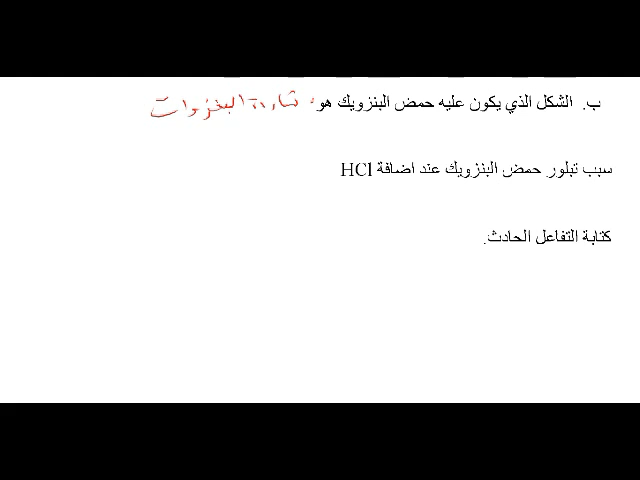 ب. الشكل الذي يكون عليه حمض البنزويك هو: شاردة البنزوات
سبب تبلور حمض البنزويك عند اضافة HCl
كتابة التفاعل الحادث.